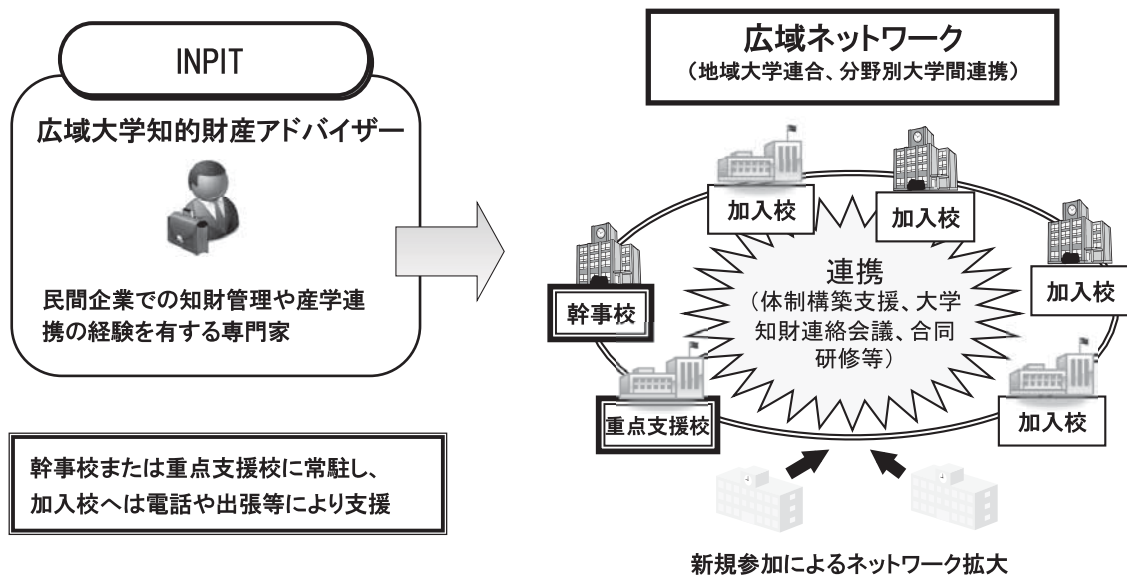 INPIT
広域大学知的財産アドバイザー
民間企業での知財管理や産学連
携の経験を有する専門家
幹事校または重点支援校に常駐し、
加入校へは電話や出張等により支援
広域ネットワーク
（地域大学連合、分野別大学間連携）
加入校
加入校
加入校
幹事校
連携
（体制構築支援、大学
知財連絡会議、合同
研修等）
重点支援校
加入校
新規参加によるネットワーク拡大